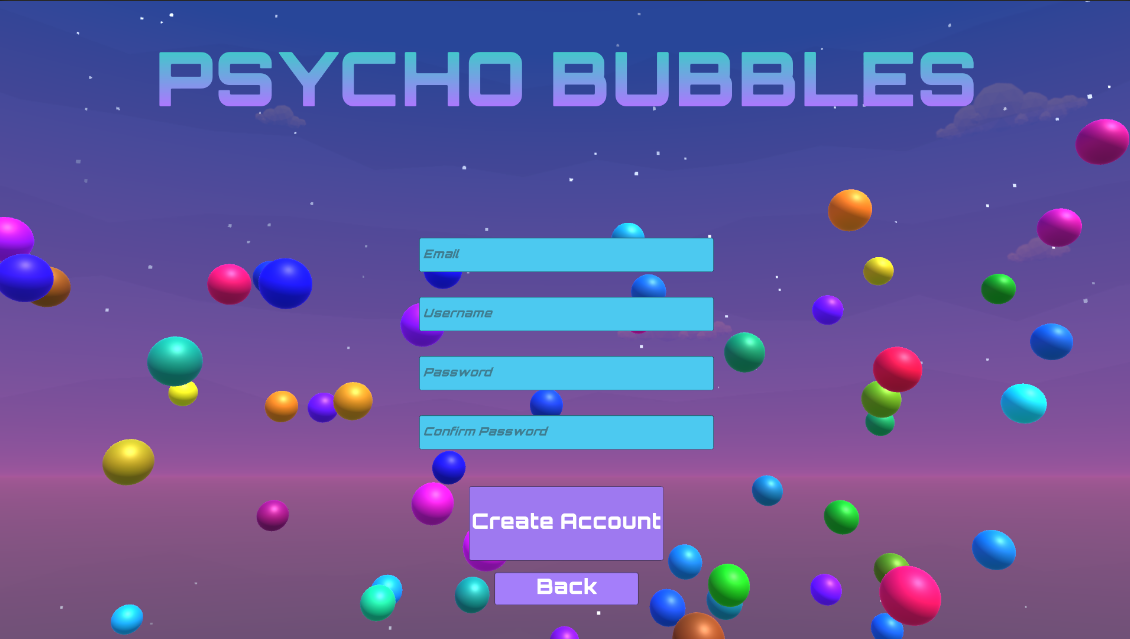 PSYCHO BUBBLES
Email
Username
Password
Confirm Password
Create Account
Back